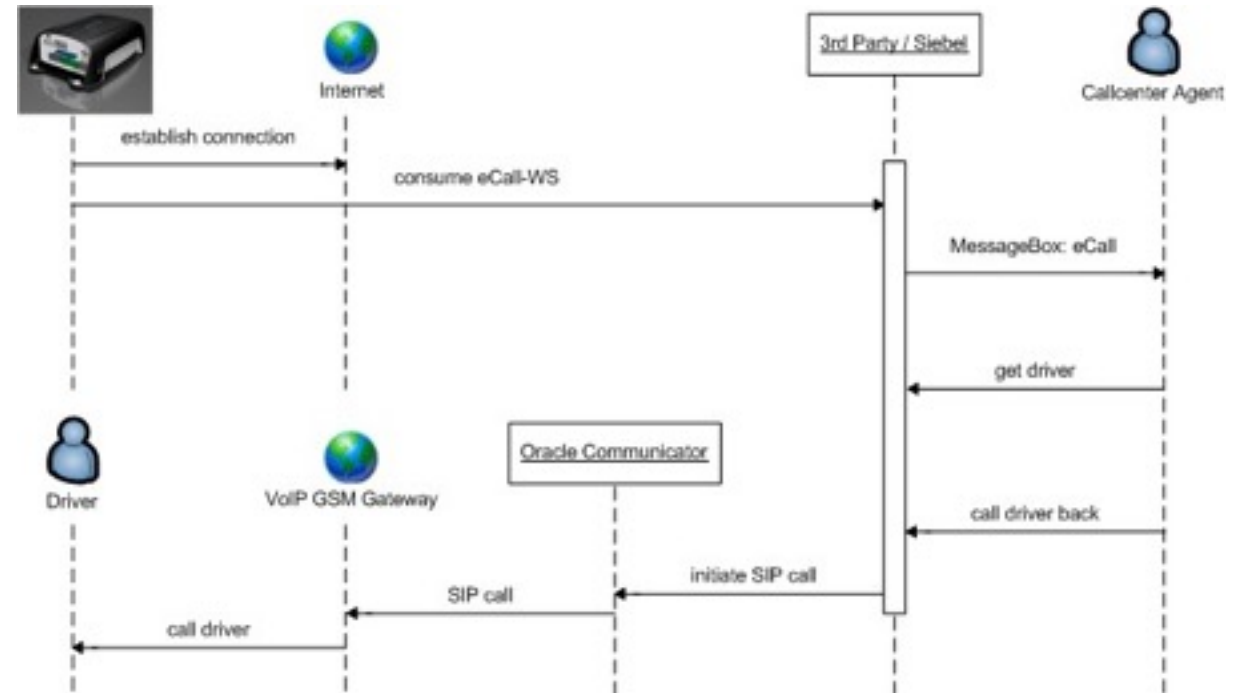 3rd Party / Siebel
Internet
Callcenter Agent
establish connection
consume eCall-WS
MessageBox: eCall
get driver
Oracle Communicator
Driver
VoIP GSM Gateway
call driver back
initiate SIP call
SIP call
call driver